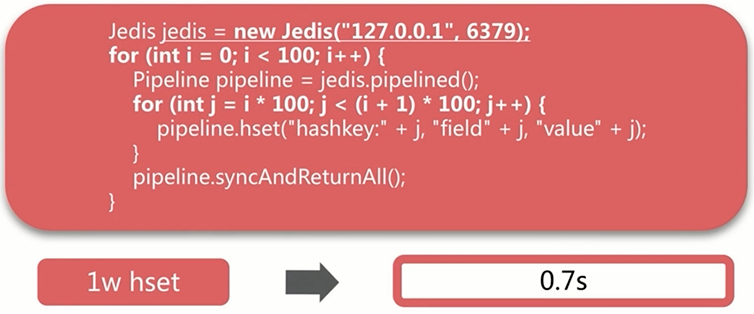 Jedis jedis = new Jedis("127.0.0.1", 6379);
for (int i = 0; i < 100; i++) {
Pipeline pipeline = jedis.pipelined();
for (int j = i * 100; j < (i + 1) * 100; j++) {
pipeline.hset("hashkey:" + j, "field" + j, "value" + j);
}
pipeline.syncAndReturnAll();
}
1w hset
0.7s